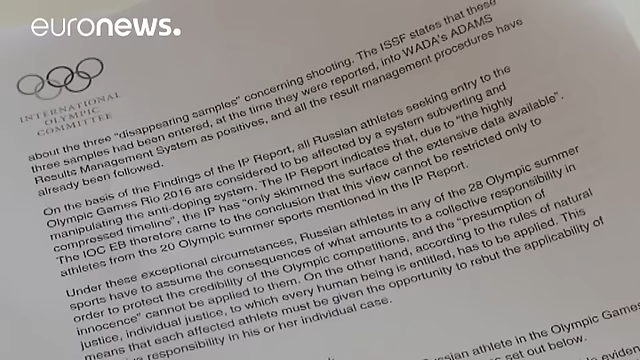 euronews.
INTERNATIONAL
OLYMPIC
COMMITTEE
about the three "disappearing samples" concerning shooting. The ISSF states that these
three samples had been entered, at the time they were reported, into WADA's ADAMS
Results Management System as positives, and all the result management procedures have
already been followed.
On the basis of the Findings of the IP Report, all Russian athletes seeking entry to the
Olympic Games Rio 2016 are considered to be affected by a system subverting and
manipulating the anti-doping system. The IP Report indicates that, due to "the highly
compressed timeline", the IP has "only skimmed the surface of the extensive data available".
The IOC EB therefore came to the conclusion that this view cannot be restricted only to
athletes from the 20 Olympic summer sports mentioned in the IP Report.
Under these exceptional circumstances, Russian athletes in any of the 28 Olympic summer
sports have to assume the consequences of what amounts to a collective responsibility in
order to protect the credibility of the Olympic competitions, and the "presumption of
innocence" cannot be applied to them. On the other hand, according to the rules of natural
justice, individual justice, to which every human being is entitled, has to be applied. This
means that each affected athlete must be given the opportunity to rebut the applicability of
responsibility in his or her individual case.
athlete in the Olympic Games
set out below.